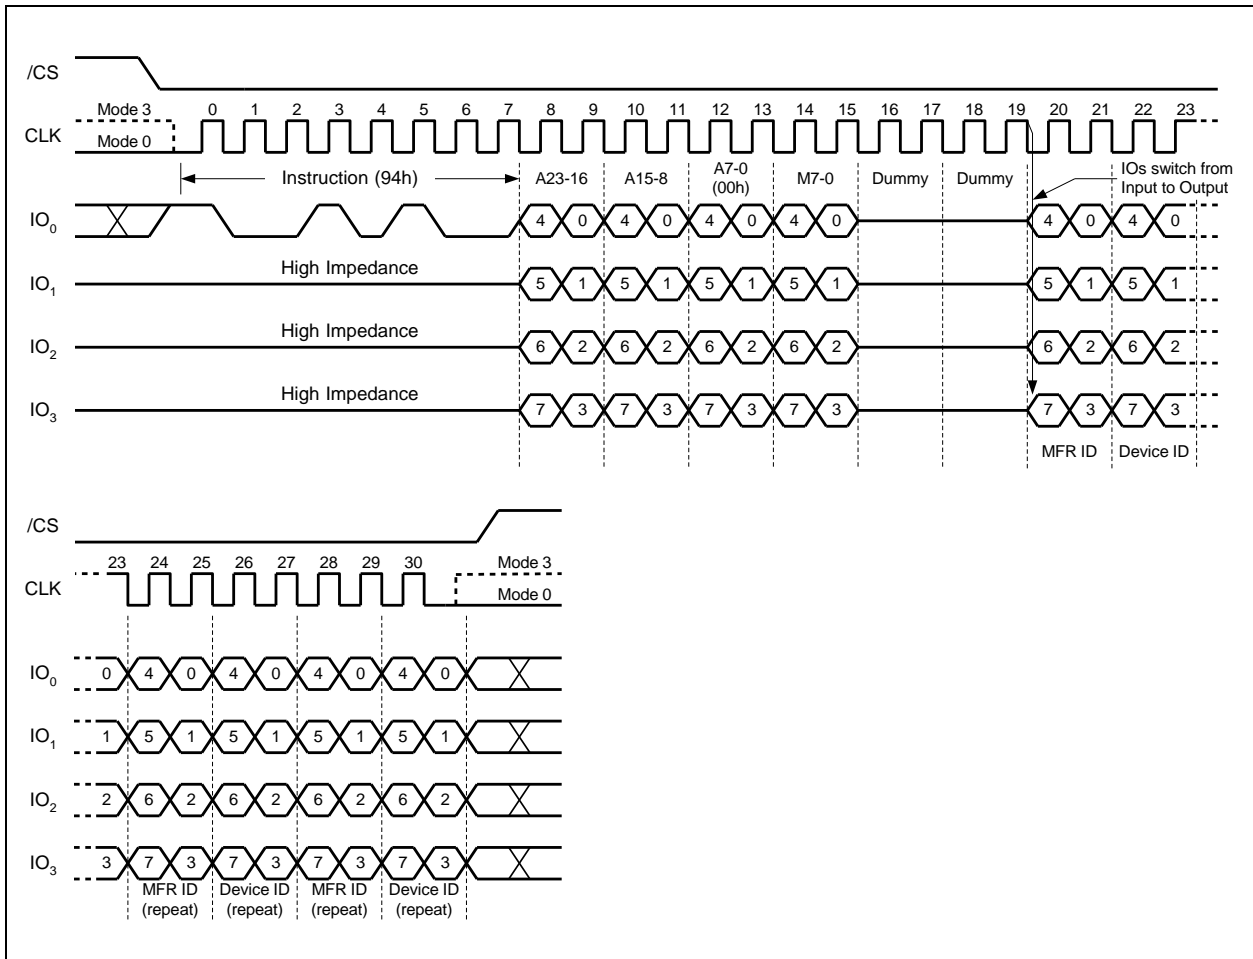 /CS
Mode 3 0 1 2 3 4 5 6 7 8 9 10 11 12 13 14 15 16 17 18 19 20 21 22 23
CLK
Mode 0
Instruction (94h) A23-16 A15-8 A7-0 (00h) M7-0 Dummy Dummy
IOs switch from
Input to Output
IO0 4 0 4 0 4 0 4 0 4 0 4 0
High Impedance
IO1 5 1 5 1 5 1 5 1 5 1 5 1
High Impedance
IO2 6 2 6 2 6 2 6 2 6 2 6 2
High Impedance
IO3 7 3 7 3 7 3 7 3 7 3 7 3
MFR ID Device ID
/CS
23 24 25 26 27 28 29 30 Mode 3
CLK
Mode 0
IO0 0 4 0 4 0 4 0 4 0
IO1 1 5 1 5 1 5 1 5 1
IO2 2 6 2 6 2 6 2 6 2
IO3 3 7 3 7 3 7 3 7 3
MFR ID Device ID MFR ID Device ID
(repeat) (repeat) (repeat) (repeat)